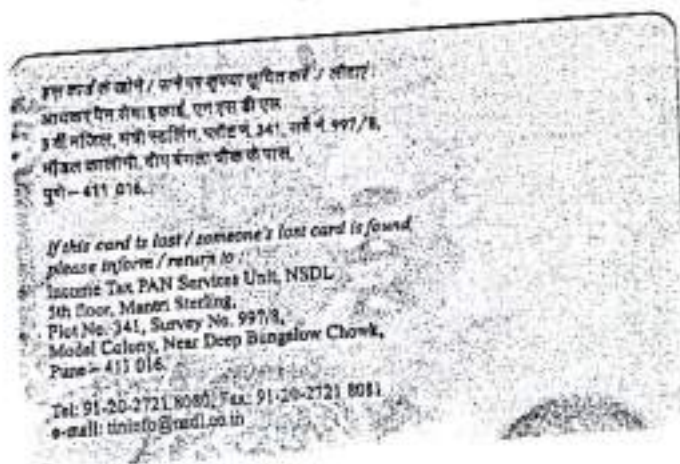 इस कार्ड के खोने / पाने पर कृपया सूचित करें / लौटाएं :
आयकर पैन सेवा इकाई, एन एस डी एल
5 वीं मंजिल, मंत्री स्टर्लिंग, प्लॉट नं. 341, सर्वे नं. 997/8,
मॉडल कालोनी, दीप बंगला चौक के पास,
पुणे – 411 016.
If this card is lost / someone's lost card is found,
please inform / return to :
Income Tax PAN Services Unit, NSDL
5th floor, Mantri Sterling,
Plot No. 341, Survey No. 997/8,
Model Colony, Near Deep Bungalow Chowk,
Pune – 411 016.
Tel: 91-20-2721 8080, Fax: 91-20-2721 8081
e-mail: tininfo@nsdl.co.in